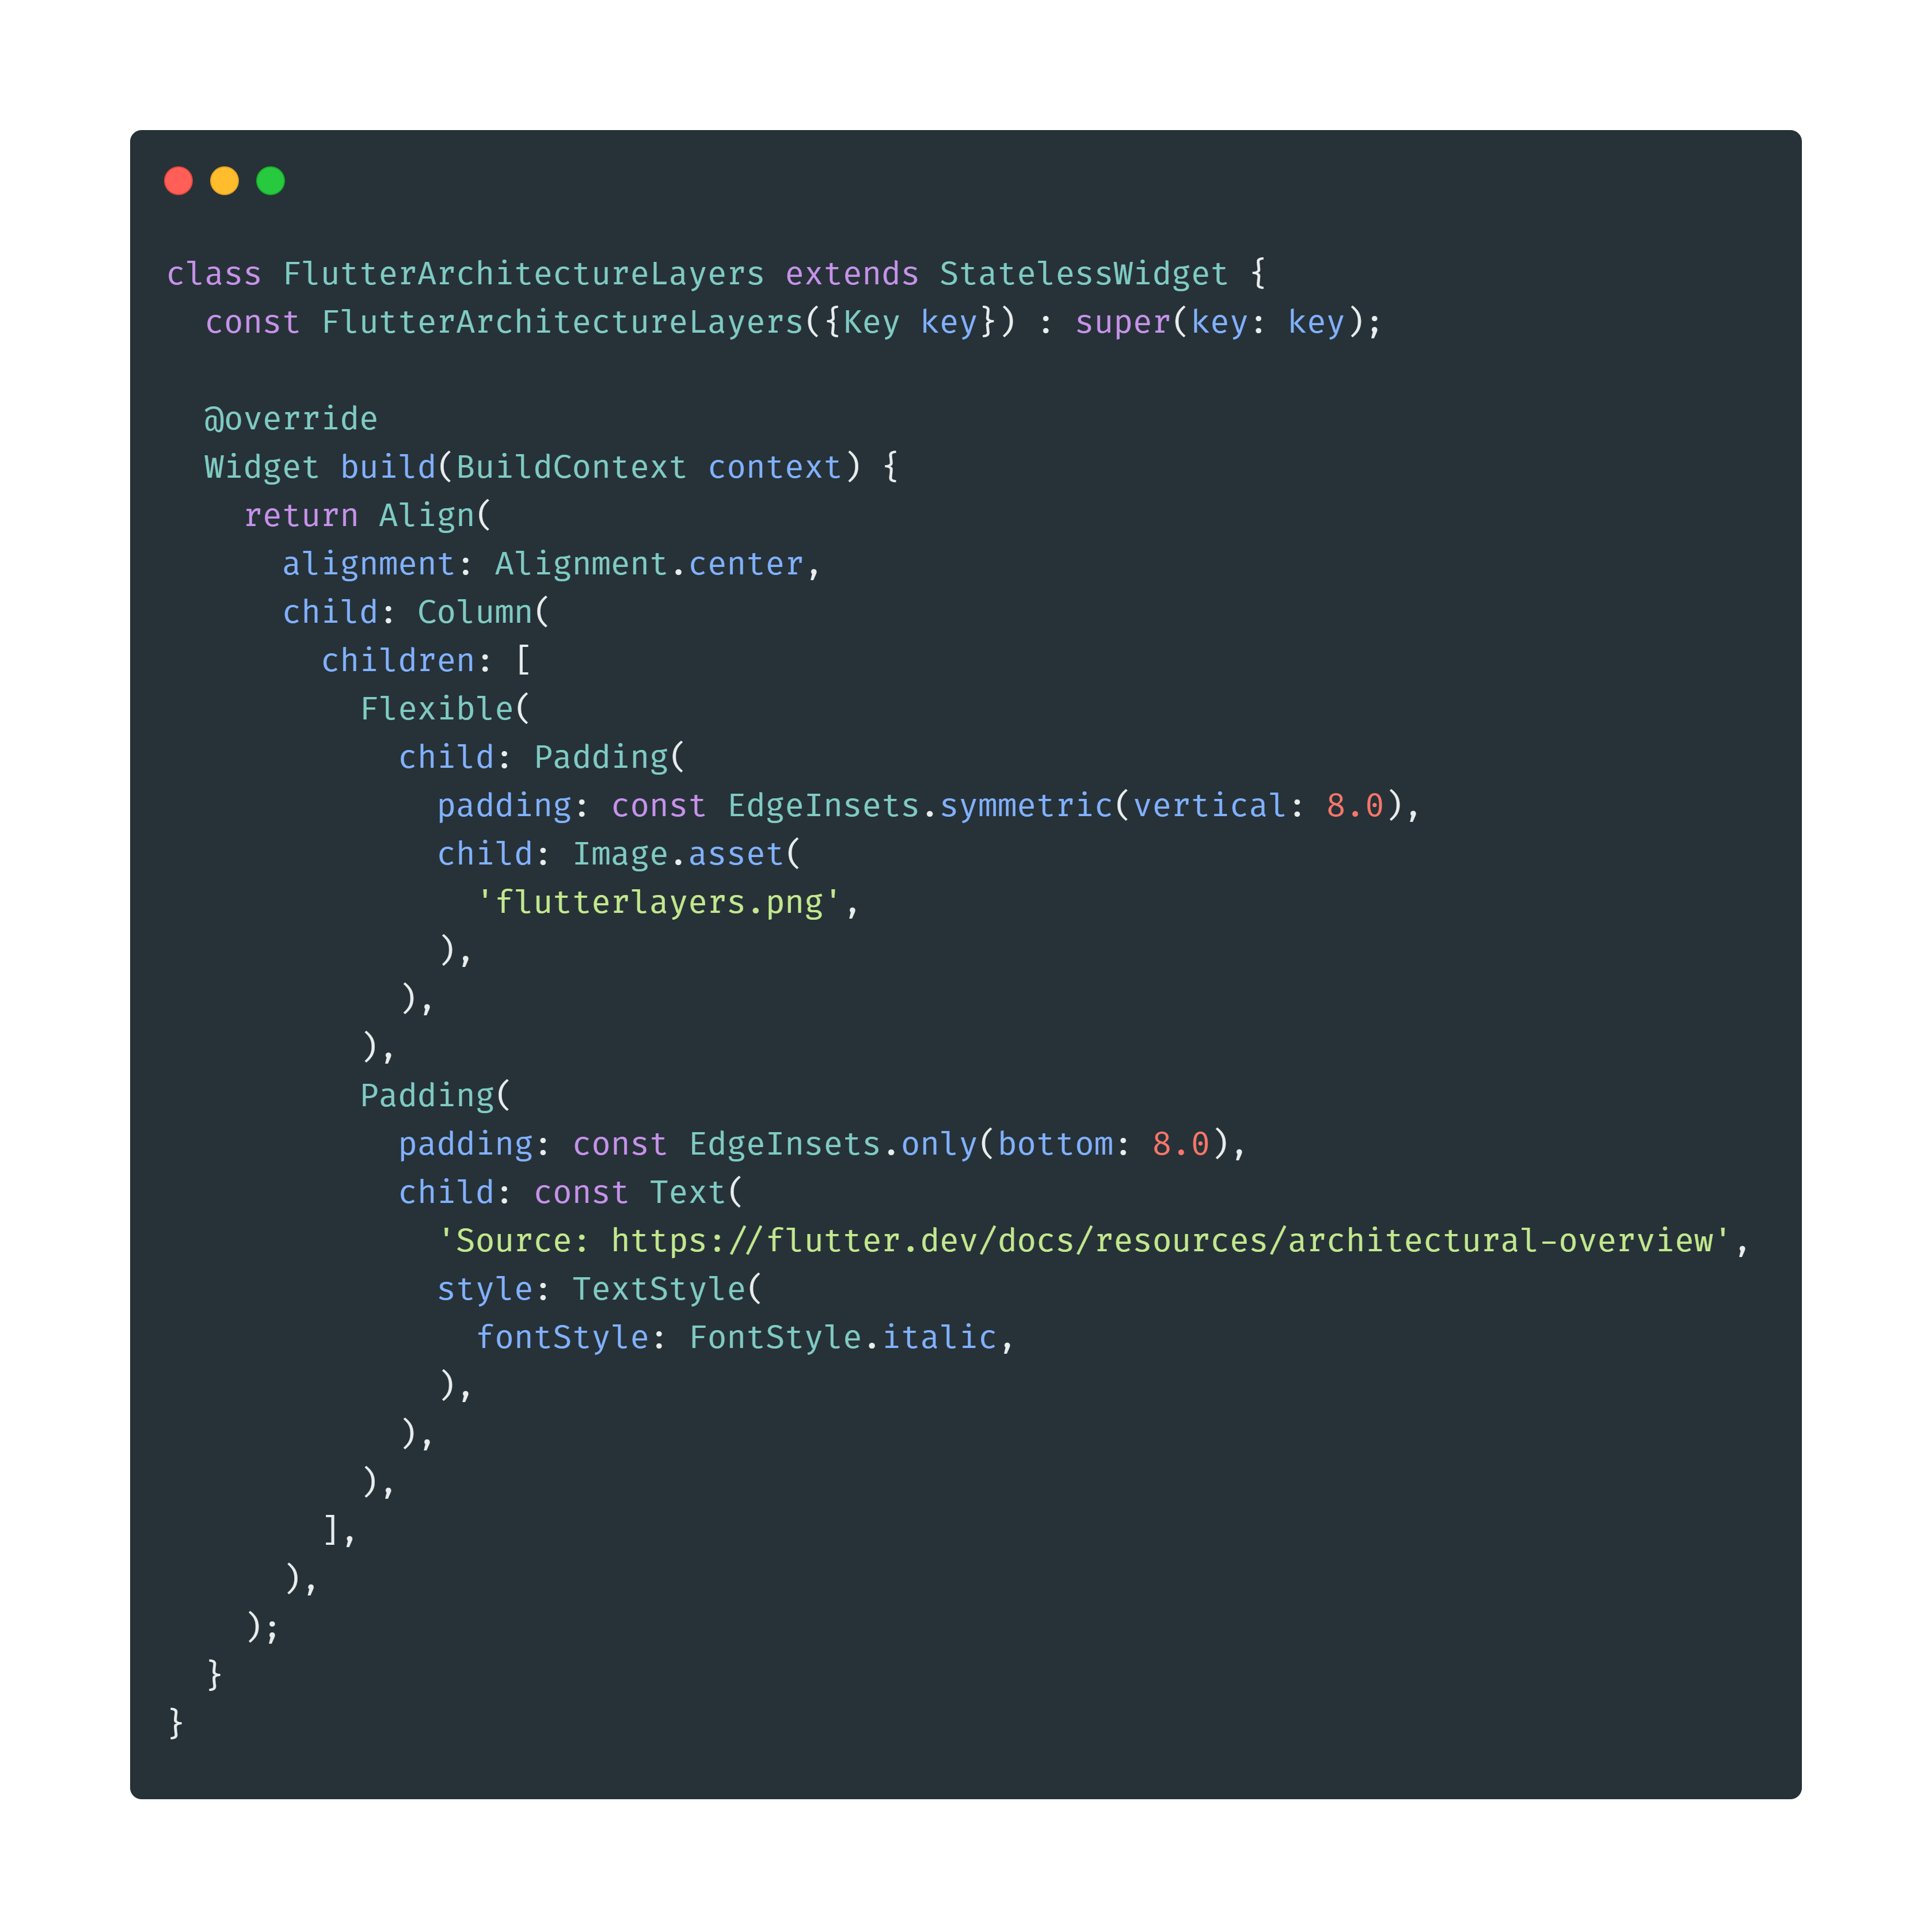 class FlutterArchitectureLayers extends StatelessWidget {
  const FlutterArchitectureLayers({Key key}) : super(key: key);

  @override
  Widget build(BuildContext context) {
    return Align(
      alignment: Alignment.center,
      child: Column(
        children: [
          Flexible(
            child: Padding(
              padding: const EdgeInsets.symmetric(vertical: 8.0),
              child: Image.asset(
                'flutterlayers.png',
              ),
            ),
          ),
          Padding(
            padding: const EdgeInsets.only(bottom: 8.0),
            child: const Text(
              'Source: https://flutter.dev/docs/resources/architectural-overview',
              style: TextStyle(
                fontStyle: FontStyle.italic,
              ),
            ),
          ),
        ],
      ),
    );
  }
}